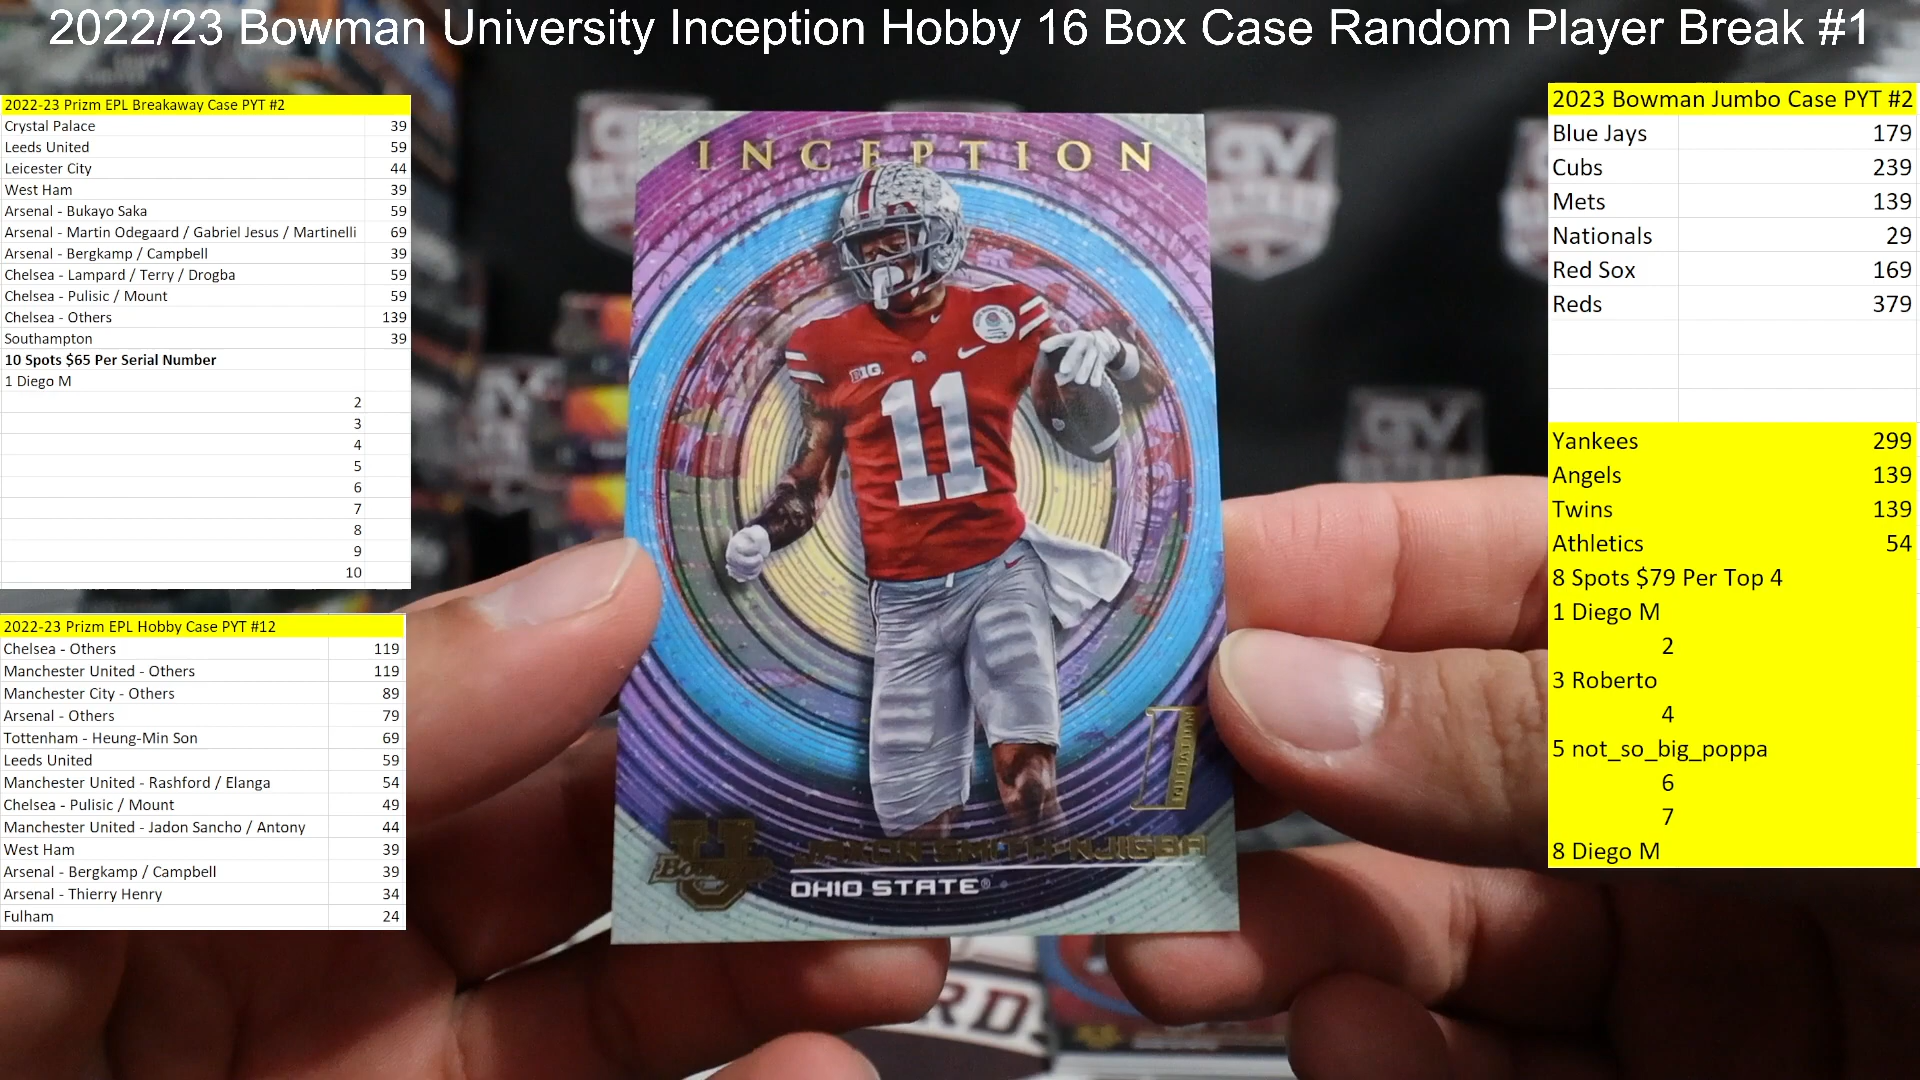 2022/23 Bowman University Inception Hobby 16 Box Case Random Player Break #1
2022-23 Prizm EPL Breakaway Case PYT #2
Crystal Palace 39
Leeds United 59
Leicester City 44
West Ham 39
Arsenal - Bukayo Saka 59
Arsenal - Martin Odegaard / Gabriel Jesus / Martinelli 69
Arsenal - Bergkamp / Campbell 39
Chelsea - Lampard / Terry / Drogba 59
Chelsea - Pulisic / Mount 59
Chelsea - Others 139
Southampton 39
10 Spots $65 Per Serial Number
1 Diego M
2
3
4
5
6
7
8
9
10
2022-23 Prizm EPL Hobby Case PYT #12
Chelsea - Others 119
Manchester United - Others 119
Manchester City - Others 89
Arsenal - Others 79
Tottenham - Heung-Min Son 69
Leeds United 59
Manchester United - Rashford / Elanga 54
Chelsea - Pulisic / Mount 49
Manchester United - Jadon Sancho / Antony 44
West Ham 39
Arsenal - Bergkamp / Campbell 39
Arsenal - Thierry Henry 34
Fulham 24
INCEPTION
B1G
11
INITIATION
U
Bowman
JAXON SMITH-NJIGBA
OHIO STATE®
2023 Bowman Jumbo Case PYT #2
Blue Jays 179
Cubs 239
Mets 139
Nationals 29
Red Sox 169
Reds 379
Yankees 299
Angels 139
Twins 139
Athletics 54
8 Spots $79 Per Top 4
1 Diego M
2
3 Roberto
4
5 not_so_big_poppa
6
7
8 Diego M